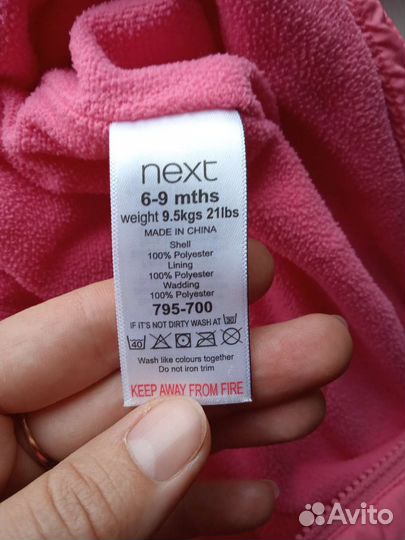 next
6-9 mths
weight 9.5kgs 21lbs
MADE IN CHINA
Shell
100% Polyester
Lining
100% Polyester
Wadding
100% Polyester
795-700
IF IT'S NOT DIRTY WASH AT 30
40
Wash like colours together
Do not iron trim
KEEP AWAY FROM FIRE
Avito